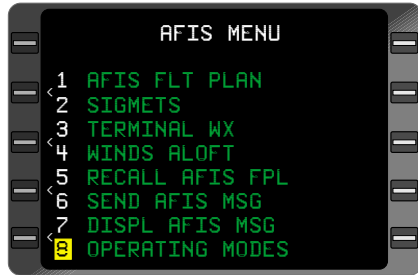 AFIS MENU
1 AFIS FLT PLAN
2 SIGMETS
3 TERMINAL WX
4 WINDS ALOFT
5 RECALL AFIS FPL
6 SEND AFIS MSG
7 DISPL AFIS MSG
8 OPERATING MODES